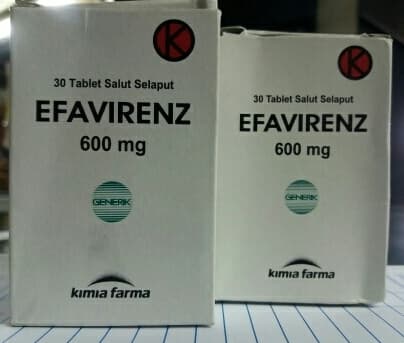 K
30 Tablet Salut Selaput
EFAVIRENZ
600 mg
GENERIK
kimia farma
K
30 Tablet Salut Selaput
EFAVIRENZ
600 mg
GENERIK
kimia farma